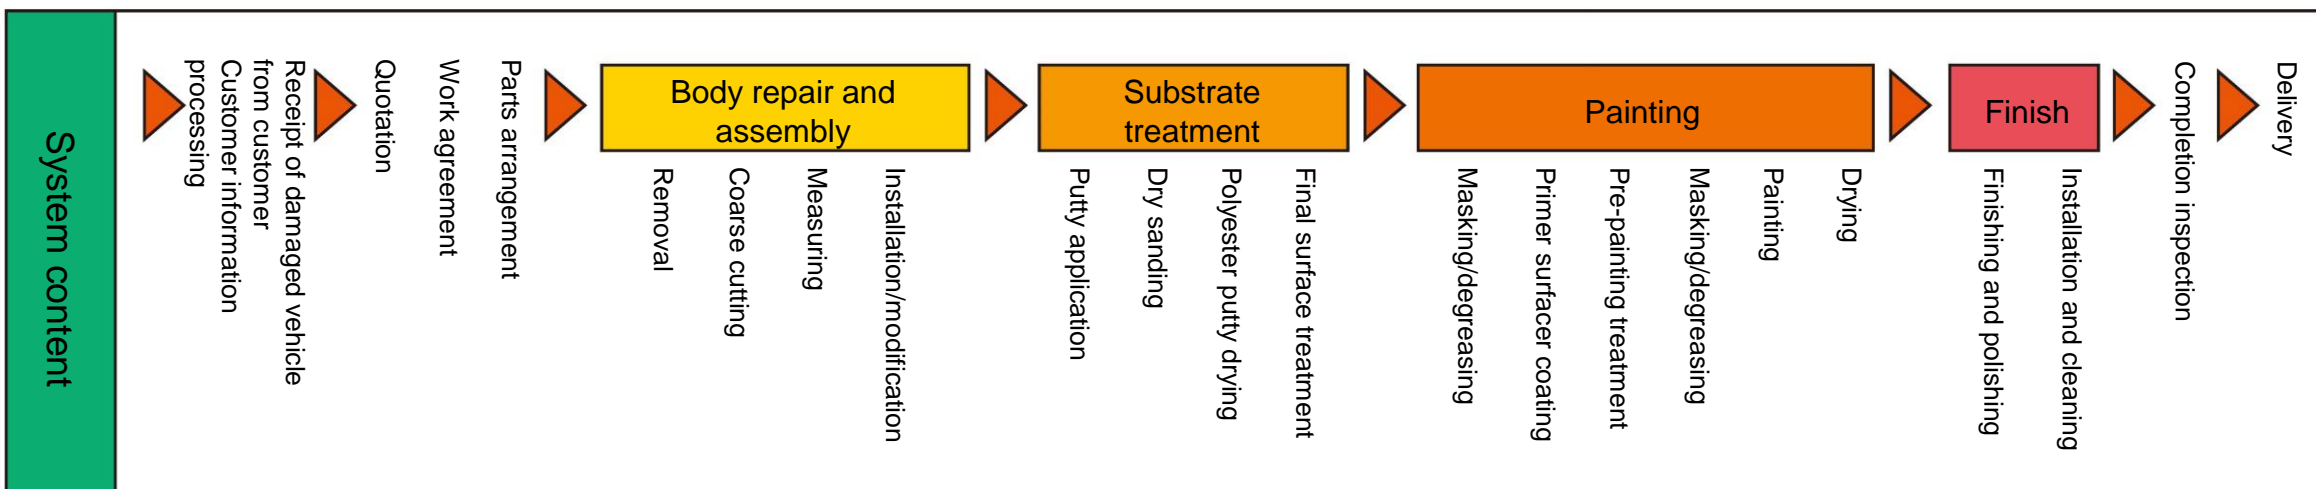 System content
Receipt of damaged vehicle
from customer
Customer information
processing
Quotation
Work agreement
Parts arrangement
Body repair and
assembly
Removal
Coarse cutting
Measuring
Installation/modification
Substrate
treatment
Putty application
Dry sanding
Polyester putty drying
Final surface treatment
Painting
Masking/degreasing
Primer surfacer coating
Pre-painting treatment
Masking/degreasing
Painting
Drying
Finish
Finishing and polishing
Installation and cleaning
Completion inspection
Delivery